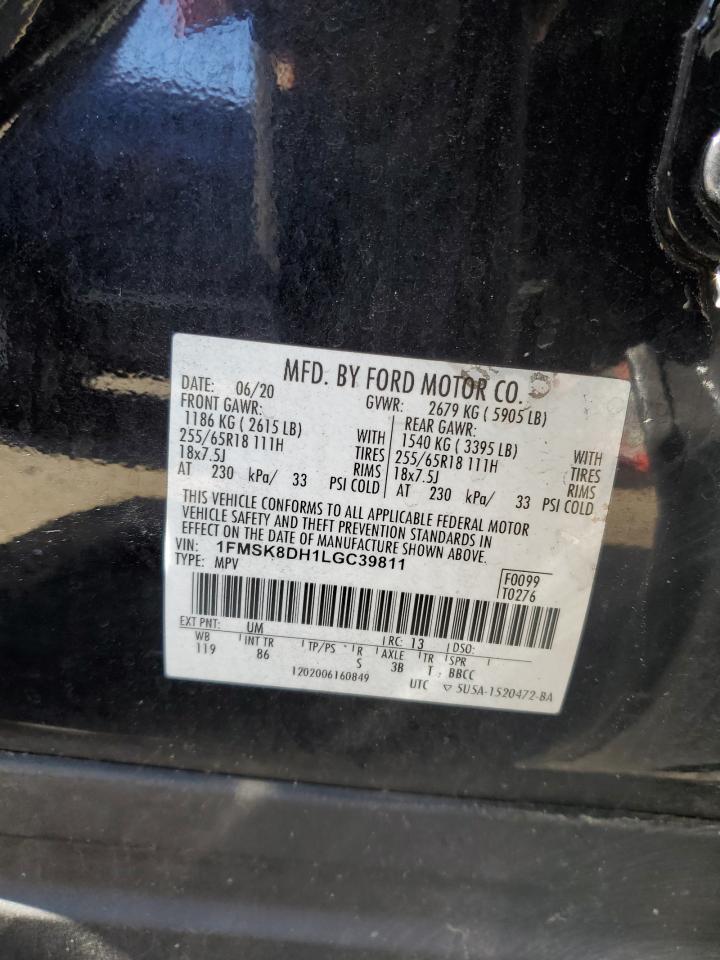 MFD. BY FORD MOTOR CO.
DATE: 06/20 GVWR: 2679 KG ( 5905 LB)
FRONT GAWR: REAR GAWR:
1186 KG ( 2615 LB) WITH 1540 KG ( 3395 LB) WITH
255/65R18 111H TIRES 255/65R18 111H TIRES
18x7.5J RIMS 18x7.5J RIMS
AT 230 kPa/ 33 PSI COLD AT 230 kPa/ 33 PSI COLD
THIS VEHICLE CONFORMS TO ALL APPLICABLE FEDERAL MOTOR
VEHICLE SAFETY AND THEFT PREVENTION STANDARDS IN
EFFECT ON THE DATE OF MANUFACTURE SHOWN ABOVE.
VIN: 1FMSK8DH1LGC39811
TYPE: MPV
F0099
T0276
EXT PNT: UM RC: 13 DSO:
WB INT TR TP/PS R AXLE TR SPR
119 86 S 3B T BBCC
1202006160849 UTC ▽ 5U5A-1520472-BA